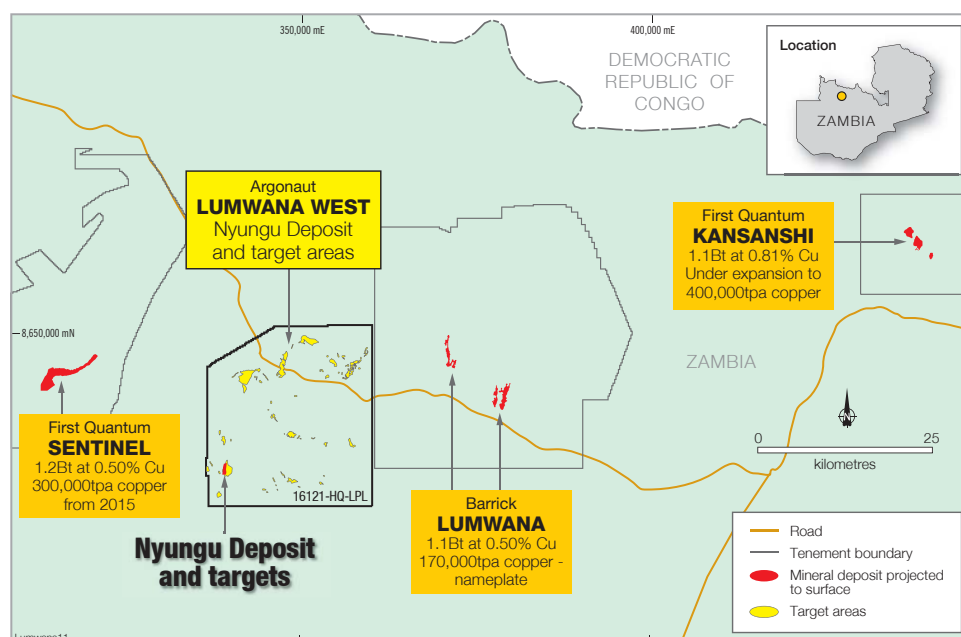 350,000 mE
400,000 mE
DEMOCRATIC
REPUBLIC OF
CONGO
Location
ZAMBIA
Argonaut
LUMWANA WEST
Nyungu Deposit
and target areas
First Quantum
KANSANSHI
1.1Bt at 0.81% Cu
Under expansion to
400,000tpa copper
8,650,000 mN
ZAMBIA
First Quantum
SENTINEL
1.2Bt at 0.50% Cu
300,000tpa copper
from 2015
N
0
25
kilometres
16121-HQ-LPL
Barrick
LUMWANA
1.1Bt at 0.50% Cu
170,000tpa copper -
nameplate
Nyungu Deposit
and targets
Road
Tenement boundary
Mineral deposit projected
to surface
Target areas
Lumwana11